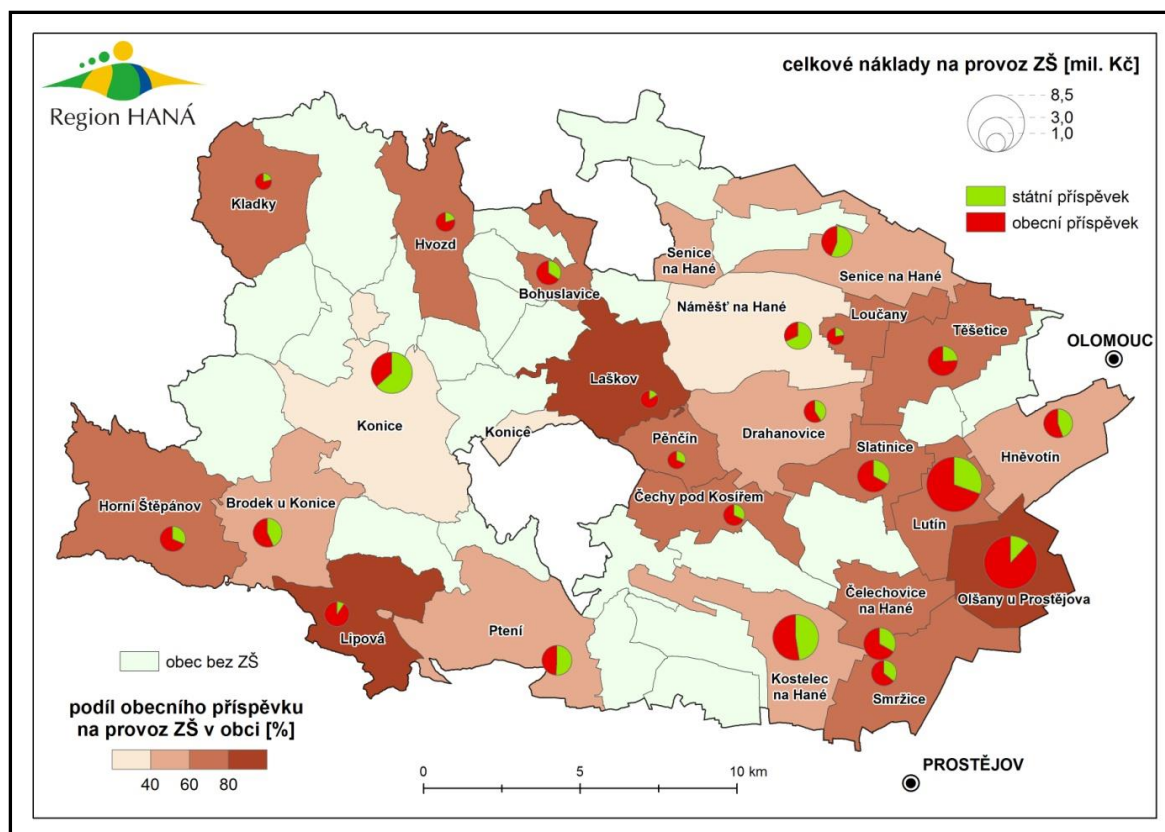 Region HANÁ
celkové náklady na provoz ZŠ [mil. Kč]
8,5
3,0
1,0
státní příspěvek
obecní příspěvek
Kladky
Hvozd
Bohuslavice
Senice
na Hané
Senice na Hané
Náměšť na Hané
Loučany
Těšetice
OLOMOUC
Laškov
Konice
Konice
Pěnčín
Drahanovice
Slatinice
Hněvotín
Horní Štěpánov
Brodek u Konice
Čechy pod Kosířem
Lutín
Olšany u Prostějova
Čelechovice
na Hané
Lipová
Ptení
Kostelec
na Hané
Smržice
obec bez ZŠ
podíl obecního příspěvku
na provoz ZŠ v obci [%]
40 60 80
0 5 10 km
PROSTĚJOV